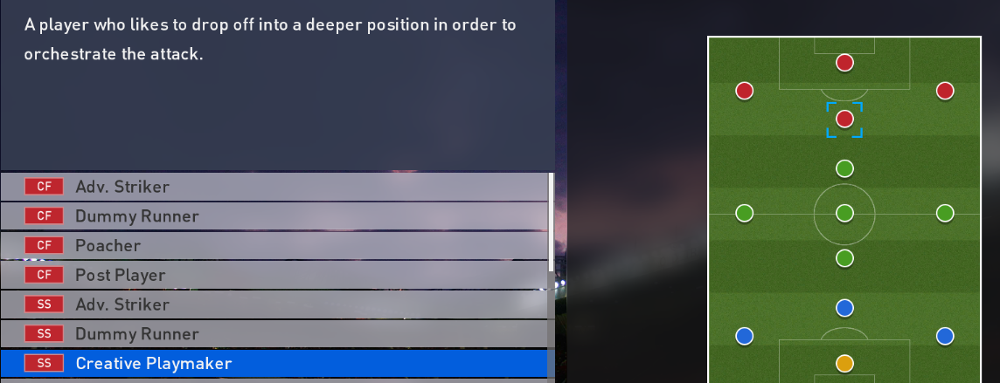 A player who likes to drop off into a deeper position in order to
orchestrate the attack.
CF Adv. Striker
CF Dummy Runner
CF Poacher
CF Post Player
SS Adv. Striker
SS Dummy Runner
SS Creative Playmaker